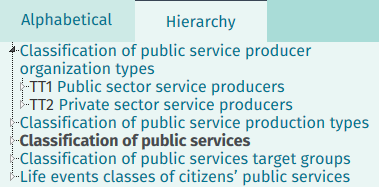 Alphabetical
Hierarchy
Classification of public service producer
organization types
TT1 Public sector service producers
TT2 Private sector service producers
Classification of public service production types
Classification of public services
Classification of public services target groups
Life events classes of citizens’ public services